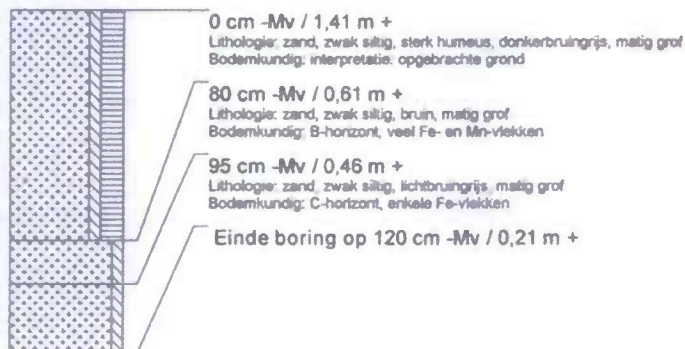 0 cm -Mv / 1,41 m +
Lithologie: zand, zwak siltig, sterk humeus, donkerbruingrijs, matig grof
Bodemkundig: interpretatie: opgebrachte grond
80 cm -Mv / 0,61 m +
Lithologie: zand, zwak siltig, bruin, matig grof
Bodemkundig: B-horizont, veel Fe- en Mn-vlekken
95 cm -Mv / 0,46 m +
Lithologie: zand, zwak siltig, lichtbruingrijs, matig grof
Bodemkundig: C-horizont, enkele Fe-vlekken
Einde boring op 120 cm -Mv / 0,21 m +